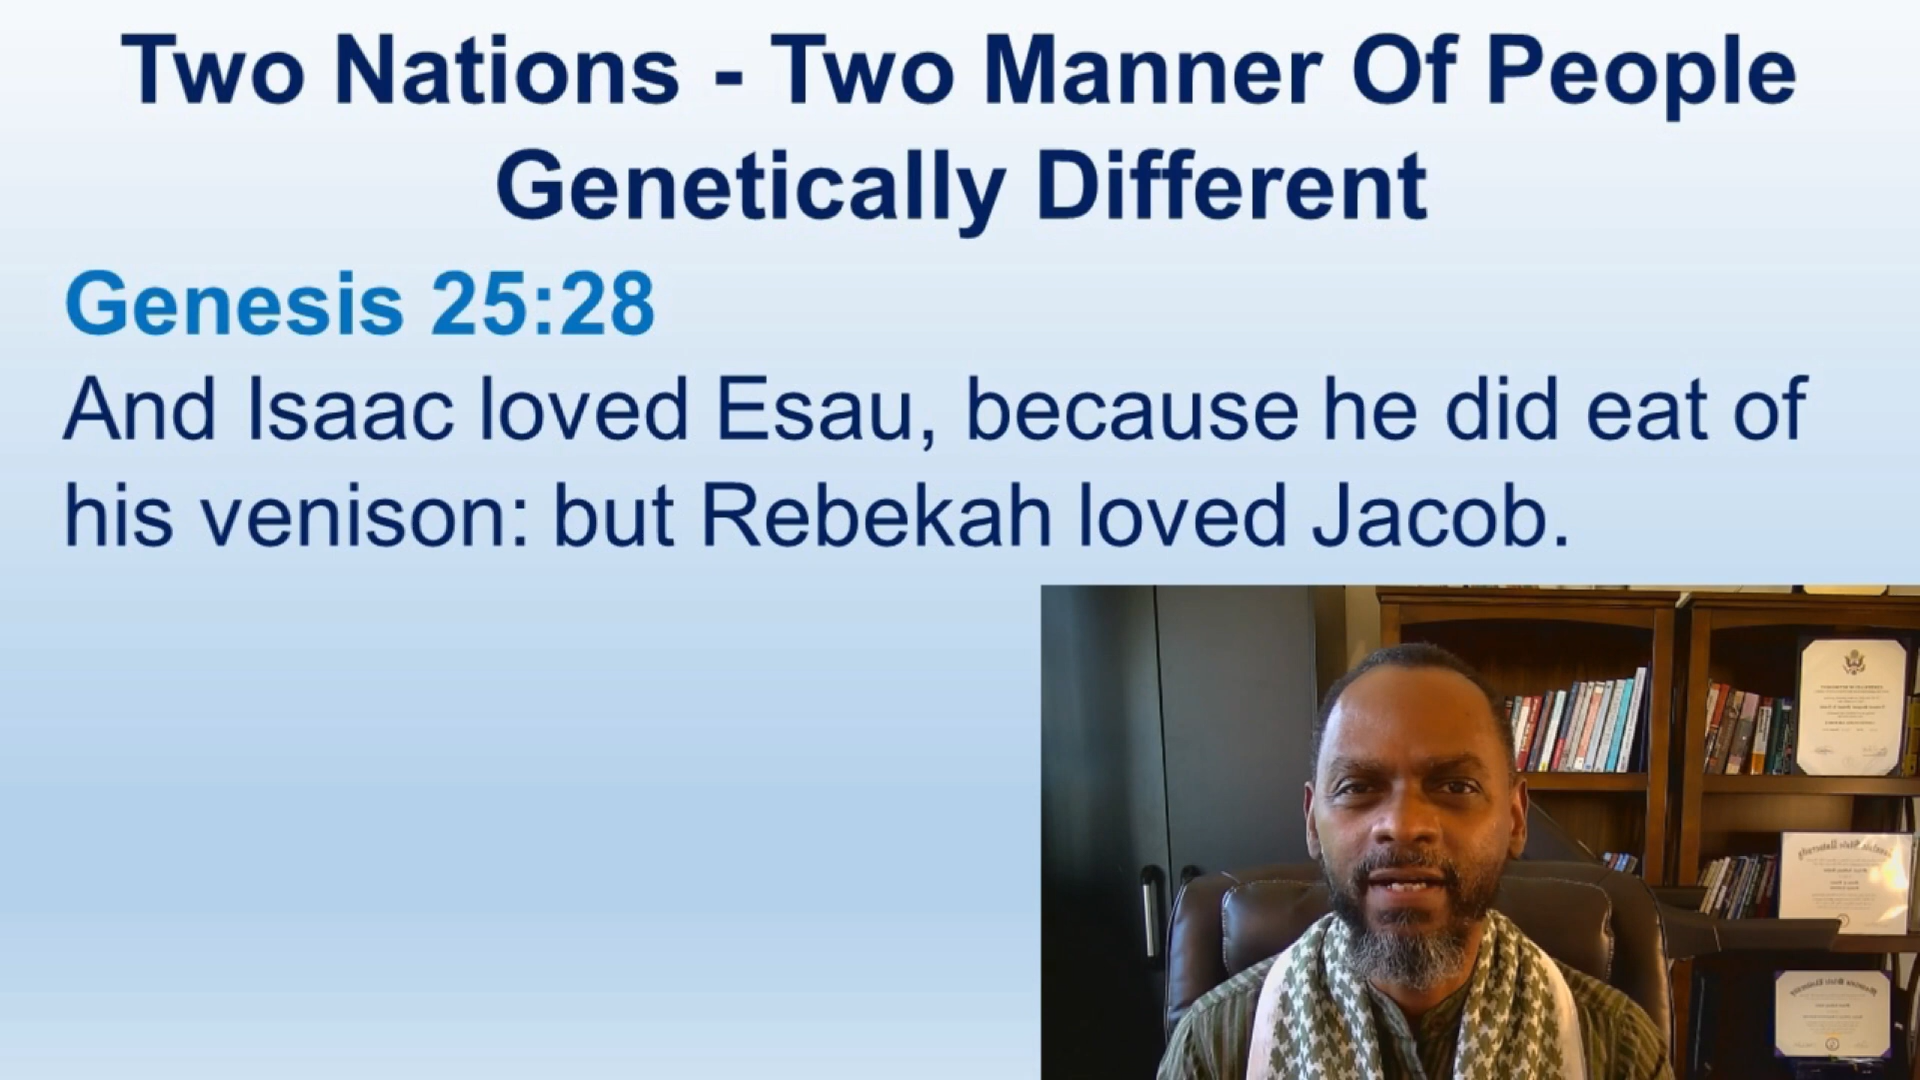 Two Nations - Two Manner Of People
Genetically Different
Genesis 25:28
And Isaac loved Esau, because he did eat of
his venison: but Rebekah loved Jacob.